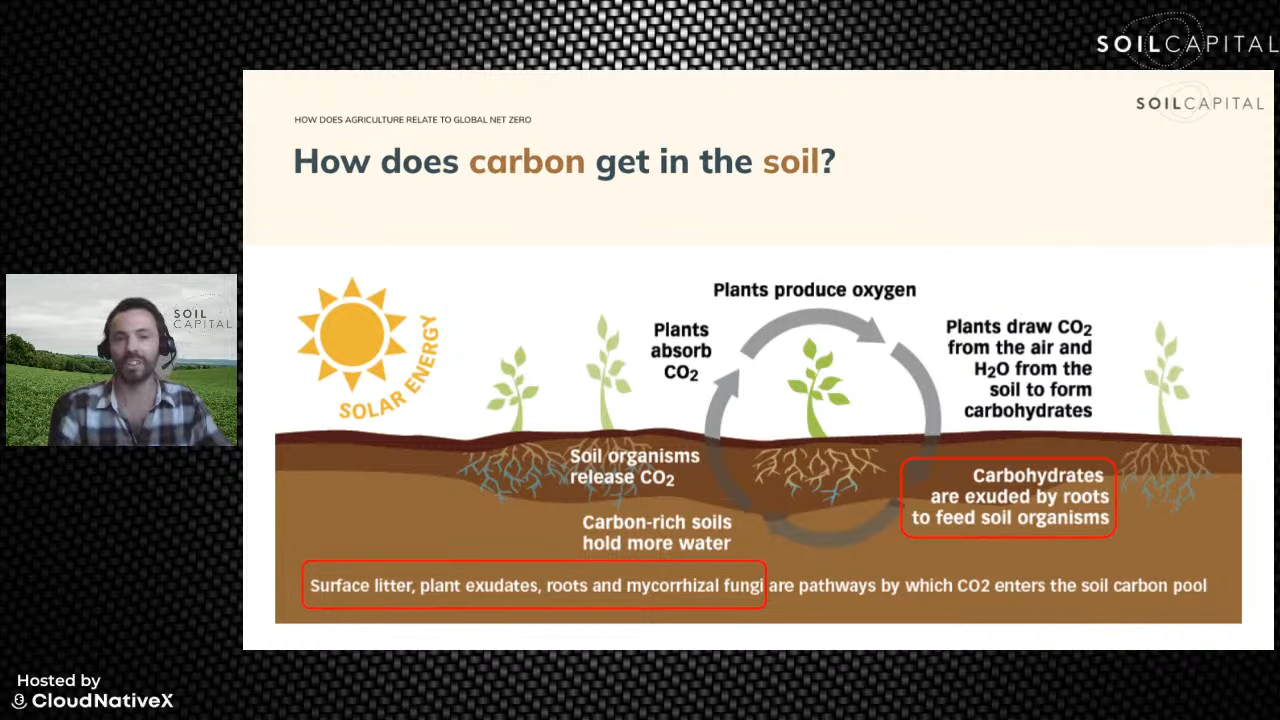 SOILCAPITAL
SOILCAPITAL
HOW DOES AGRICULTURE RELATE TO GLOBAL NET ZERO
How does carbon get in the soil?
SOLAR ENERGY
Plants produce oxygen
Plants
absorb
CO₂
Plants draw CO₂
from the air and
H₂O from the
soil to form
carbohydrates
SOIL
CAPITAL
Soil organisms
release CO₂
Carbohydrates
are exuded by roots
to feed soil organisms
Carbon-rich soils
hold more water
Surface litter, plant exudates, roots and mycorrhizal fungi are pathways by which CO2 enters the soil carbon pool
Hosted by
CloudNativeX